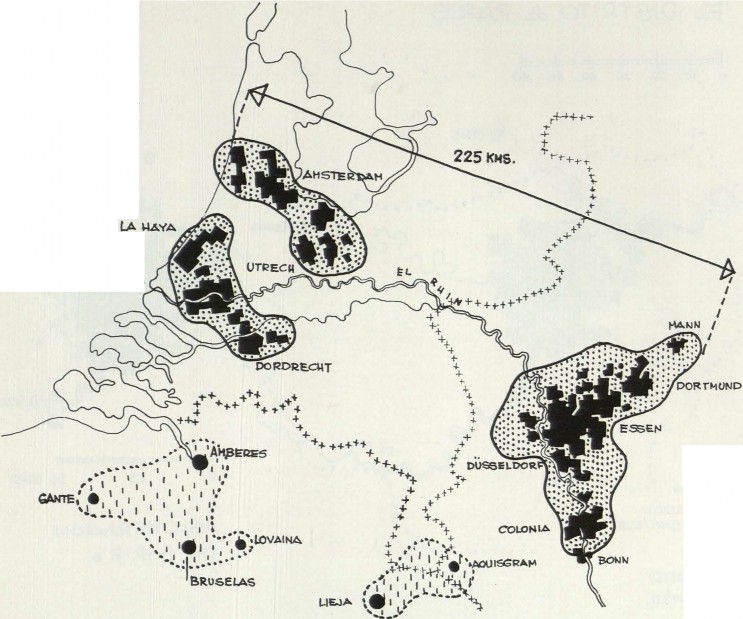 225 KMS.
AMSTERDAM
LA HAYA
UTRECH
EL RHIN
MANN
DORDRECHT
DORTMUND
ESSEN
AMBERES
DÜSSELDORF
GANTE
COLONIA
LOVAINA
BONN
AQUISGRAM
BRUSELAS
LIEJA